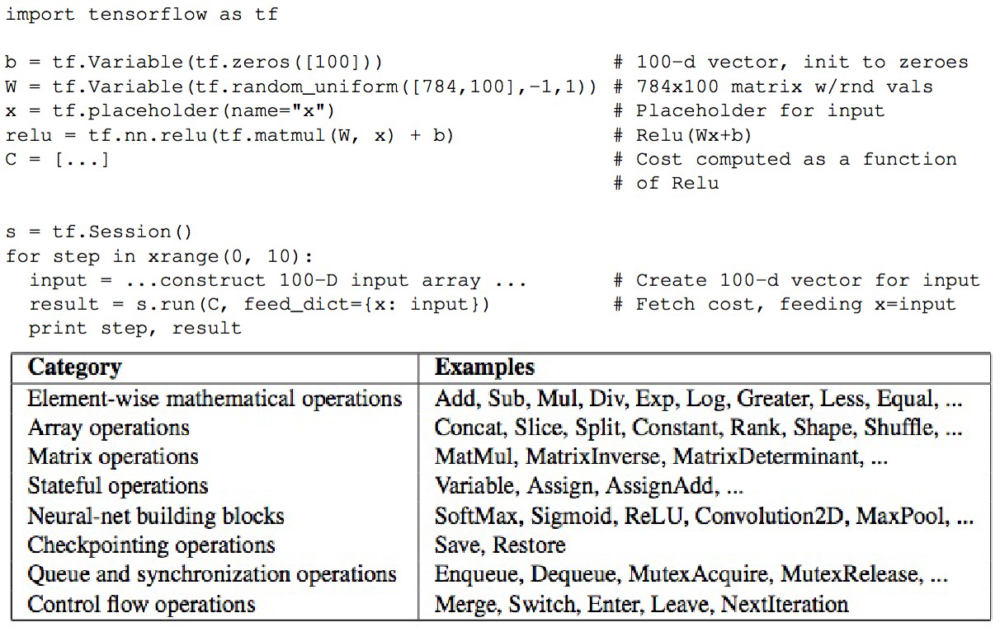 import tensorflow as tf
b = tf.Variable(tf.zeros([100])) # 100-d vector, init to zeroes
W = tf.Variable(tf.random_uniform([784,100],-1,1)) # 784x100 matrix w/rnd vals
x = tf.placeholder(name="x") # Placeholder for input
relu = tf.nn.relu(tf.matmul(W, x) + b) # Relu(Wx+b)
C = [...] # Cost computed as a function
# of Relu
s = tf.Session()
for step in xrange(0, 10):
  input = ...construct 100-D input array ... # Create 100-d vector for input
  result = s.run(C, feed_dict={x: input}) # Fetch cost, feeding x=input
  print step, result
Category Examples
Element-wise mathematical operations Add, Sub, Mul, Div, Exp, Log, Greater, Less, Equal, ...
Array operations Concat, Slice, Split, Constant, Rank, Shape, Shuffle, ...
Matrix operations MatMul, MatrixInverse, MatrixDeterminant, ...
Stateful operations Variable, Assign, AssignAdd, ...
Neural-net building blocks SoftMax, Sigmoid, ReLU, Convolution2D, MaxPool, ...
Checkpointing operations Save, Restore
Queue and synchronization operations Enqueue, Dequeue, MutexAcquire, MutexRelease, ...
Control flow operations Merge, Switch, Enter, Leave, NextIteration